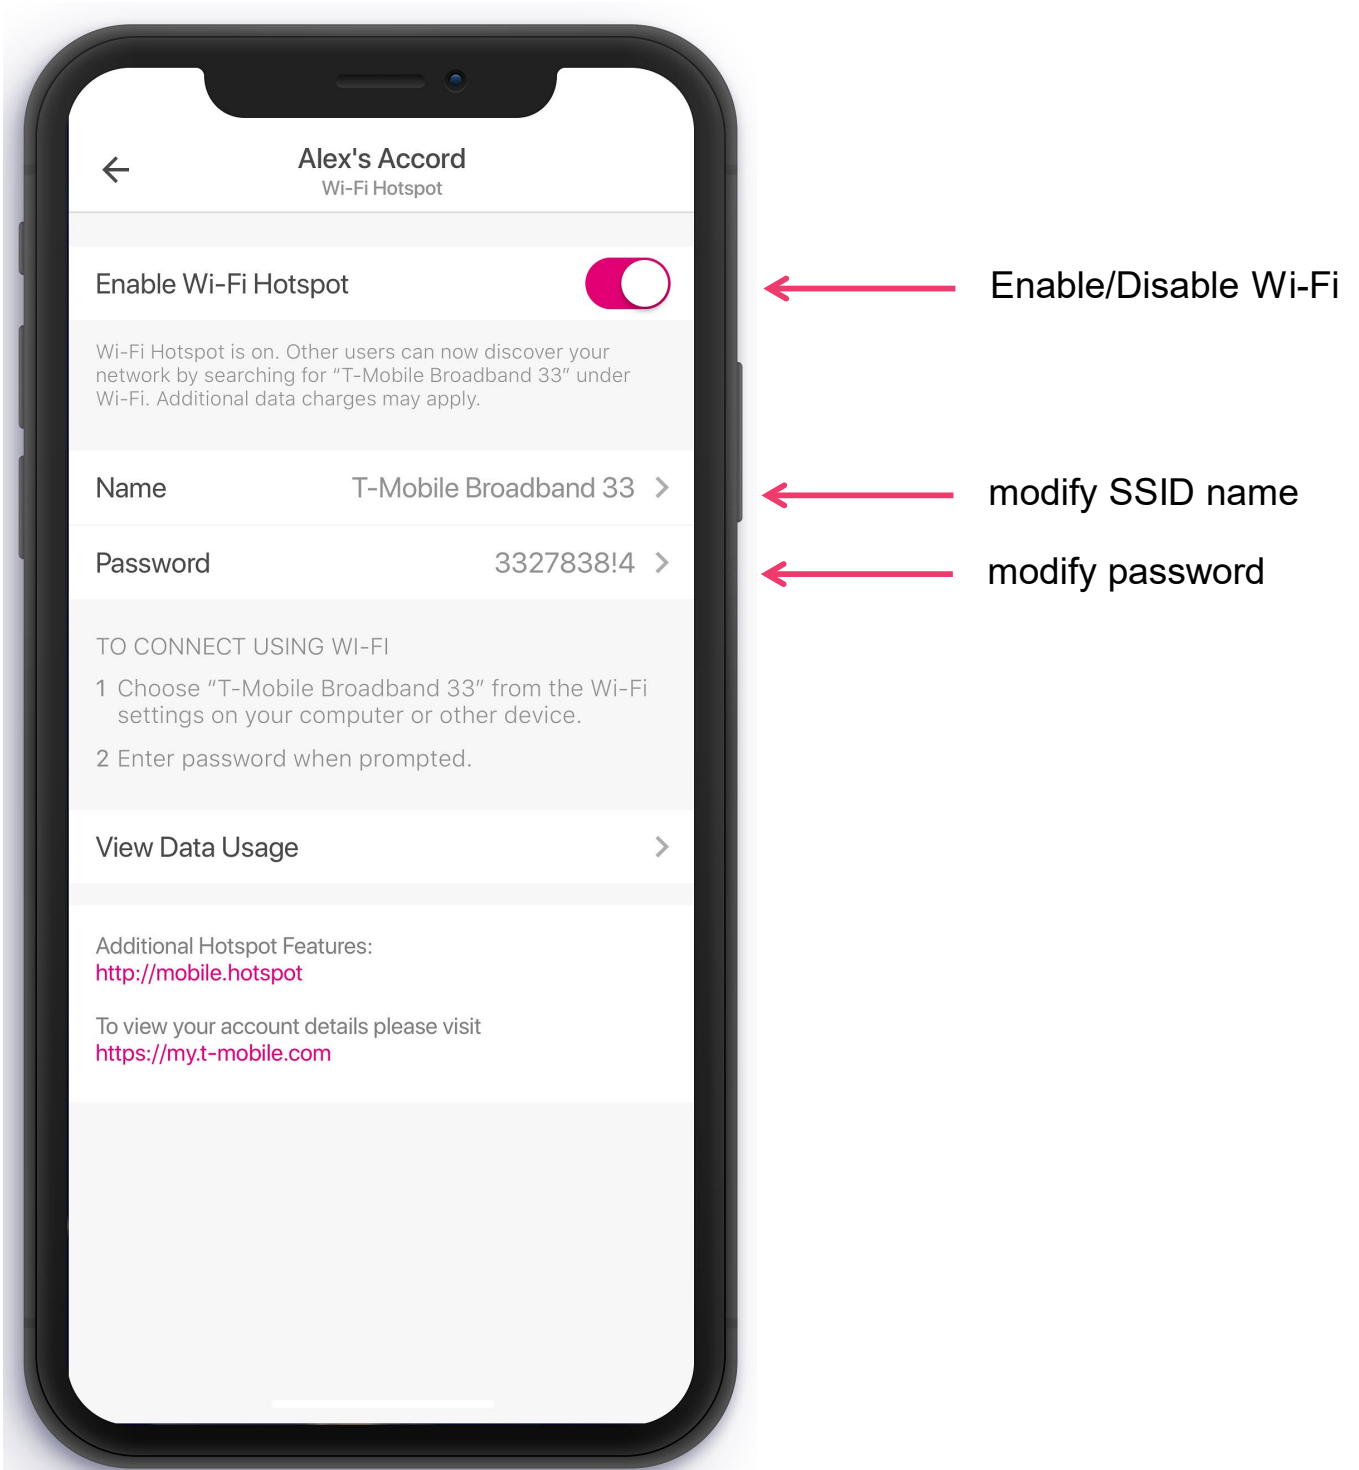 Alex's Accord
Wi-Fi Hotspot
Enable Wi-Fi Hotspot
Enable/Disable Wi-Fi
Wi-Fi Hotspot is on. Other users can now discover your
network by searching for “T-Mobile Broadband 33” under
Wi-Fi. Additional data charges may apply.
Name T-Mobile Broadband 33
modify SSID name
Password 3327838!4
modify password
TO CONNECT USING WI-FI
1 Choose “T-Mobile Broadband 33” from the Wi-Fi
settings on your computer or other device.
2 Enter password when prompted.
View Data Usage
Additional Hotspot Features:
http://mobile.hotspot
To view your account details please visit
https://my.t-mobile.com